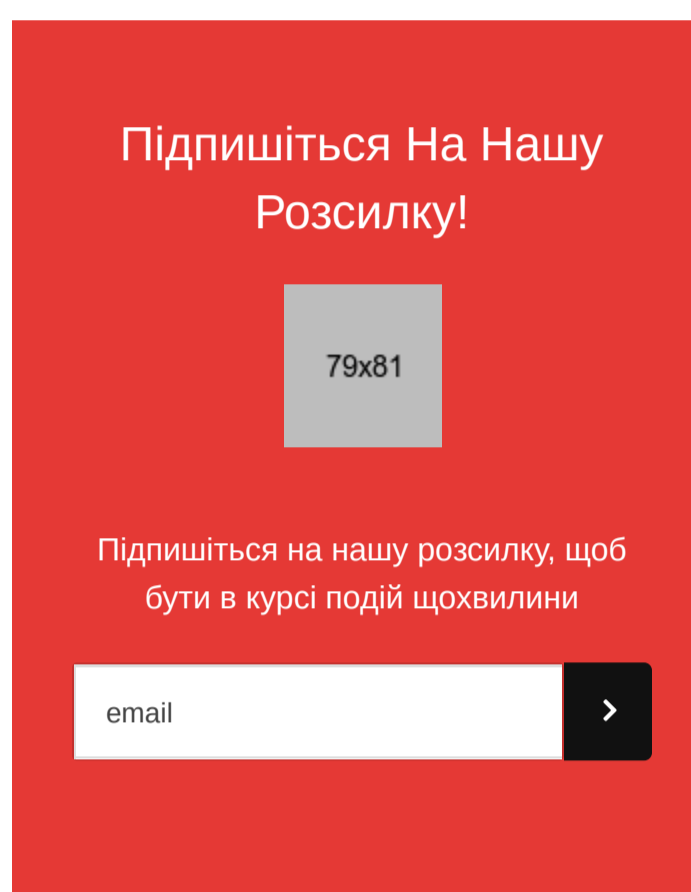 Підпишіться На Нашу
Розсилку!
79x81
Підпишіться на нашу розсилку, щоб
бути в курсі подій щохвилини
email